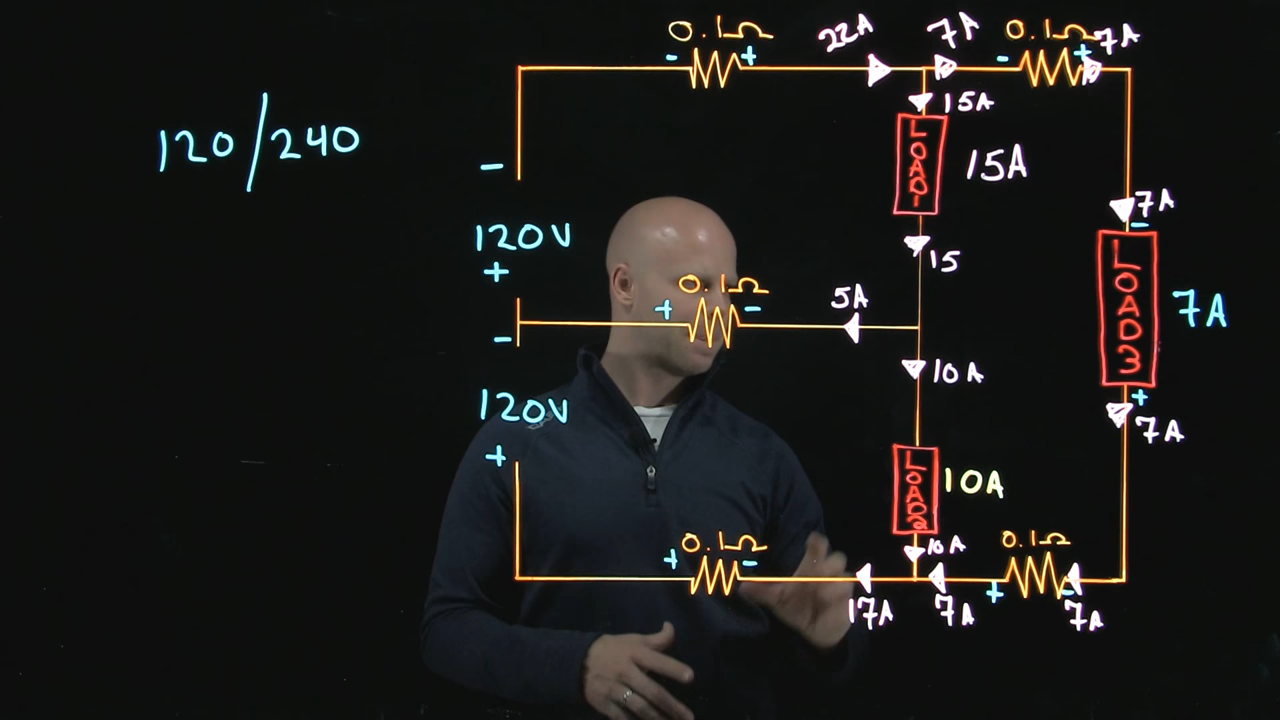 120/240
0.1Ω
22A
7A
0.1Ω
7A
- +
- +
15A
LOAD1
15A
-
120V
+
7A
-
15
LOAD3
7A
0.1Ω
+ -
5A
-
10A
+
7A
120V
+
LOAD2
10A
10A
0.1Ω
+ -
0.1Ω
+ -
17A
7A
7A